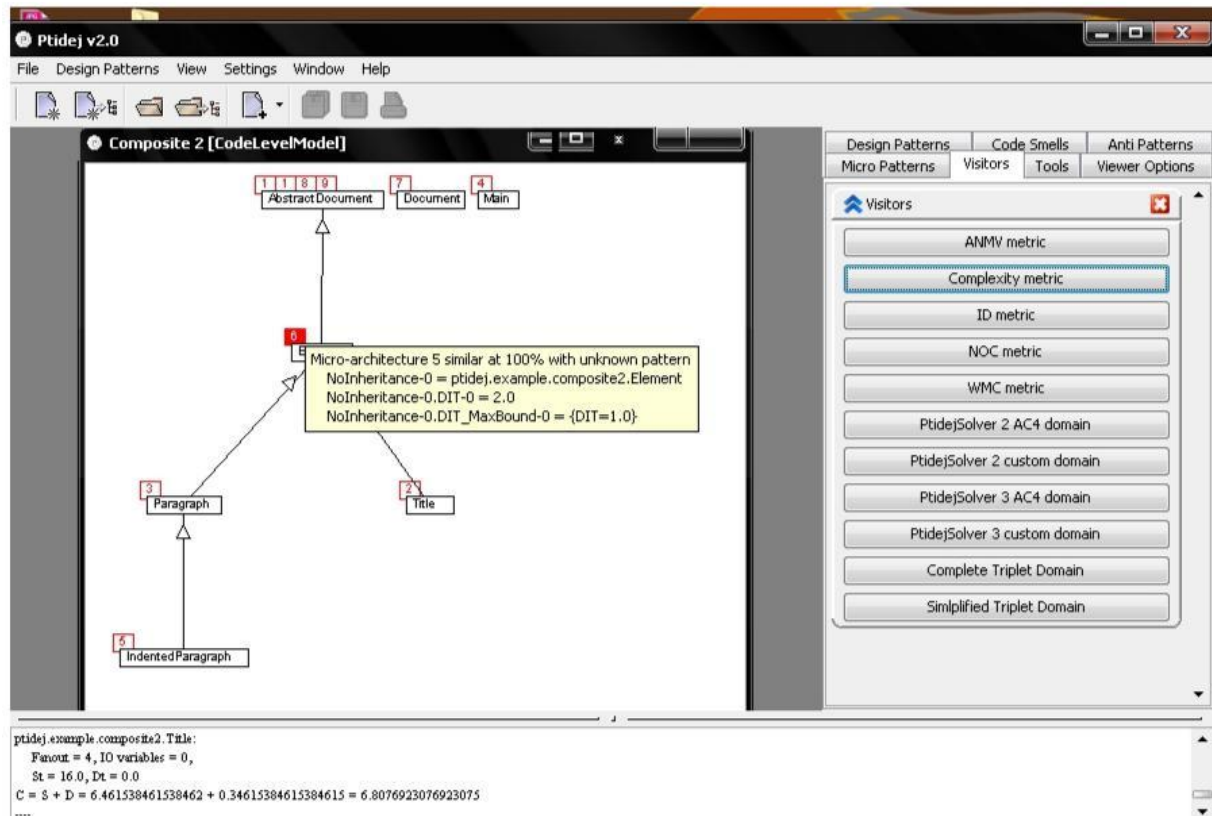 Ptidej v2.0
File Design Patterns View Settings Window Help
Composite 2 [CodeLevelModel]
1 1 8 9
AbstractDocument
7
Document
4
Main
6
Micro-architecture 5 similar at 100% with unknown pattern
NoInheritance-0 = ptidej.example.composite2.Element
NoInheritance-0.DIT-0 = 2.0
NoInheritance-0.DIT_MaxBound-0 = {DIT=1.0}
3
Paragraph
2
Title
5
IndentedParagraph
Design Patterns Code Smells Anti Patterns
Micro Patterns Visitors Tools Viewer Options
Visitors
ANMV metric
Complexity metric
ID metric
NOC metric
WMC metric
PtidejSolver 2 AC4 domain
PtidejSolver 2 custom domain
PtidejSolver 3 AC4 domain
PtidejSolver 3 custom domain
Complete Triplet Domain
Simlplified Triplet Domain
ptidej.example.composite2.Title:
Fanout = 4, IO variables = 0,
St = 16.0, Dt = 0.0
C = S + D = 6.461538461538462 + 0.34615384615384615 = 6.8076923076923075
----